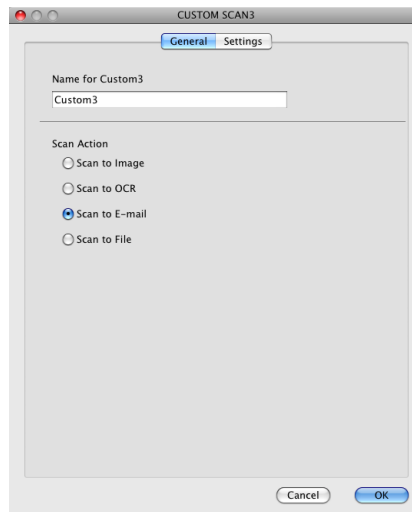 CUSTOM SCAN3
General Settings
Name for Custom3
Custom3
Scan Action
Scan to Image
Scan to OCR
Scan to E-mail
Scan to File
Cancel OK